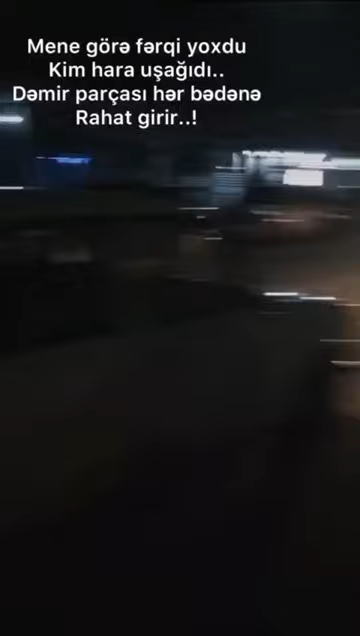 Mene görə fərqi yoxdu
Kim hara uşağıdı..
Dəmir parçası hər bədənə
Rahat girir..!